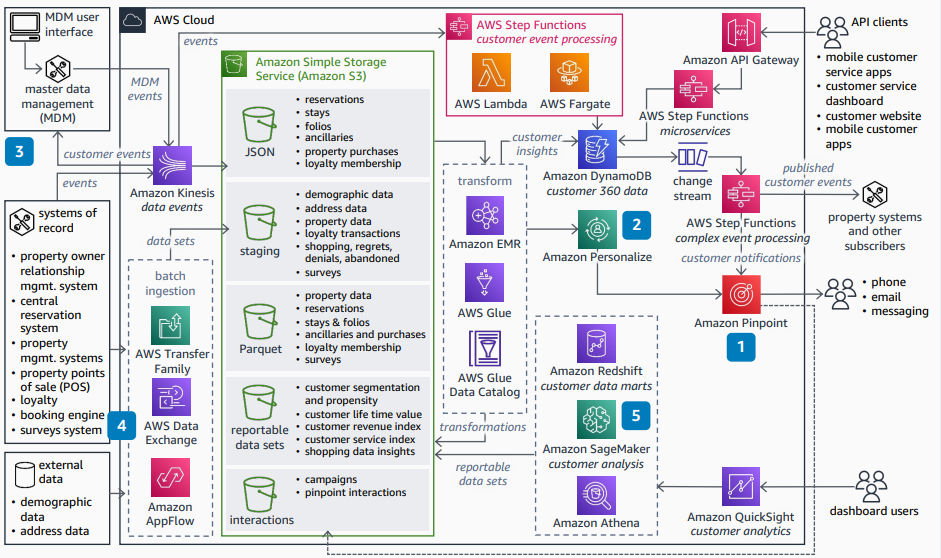 MDM user
interface
master data
management
(MDM)
3
AWS Cloud
events
MDM
events
customer events
events
Amazon Kinesis
data events
systems of
record
• property owner
relationship
mgmt. system
• central
reservation
system
• property
mgmt. systems
• property points
of sale (POS)
• loyalty
• booking engine
• surveys system
4
external
data
• demographic
data
• address data
data sets
batch
ingestion
AWS Transfer
Family
AWS Data
Exchange
Amazon
AppFlow
Amazon Simple Storage
Service (Amazon S3)
JSON
• reservations
• stays
• folios
• ancillaries
• property purchases
• loyalty membership
staging
• demographic data
• address data
• property data
• loyalty transactions
• shopping, regrets,
denials, abandoned
• surveys
Parquet
• property data
• reservations
• stays & folios
• ancillaries and purchases
• loyalty membership
• surveys
reportable
data sets
• customer segmentation
and propensity
• customer life time value
• customer revenue index
• customer service index
• shopping data insights
interactions
• campaigns
• pinpoint interactions
AWS Step Functions
customer event processing
AWS Lambda
AWS Fargate
customer
insights
transform
Amazon EMR
AWS Glue
AWS Glue
Data Catalog
transformations
reportable
data sets
Amazon API Gateway
AWS Step Functions
microservices
Amazon DynamoDB
customer 360 data
change
stream
AWS Step Functions
complex event processing
customer notifications
2
Amazon Personalize
Amazon Pinpoint
1
Amazon Redshift
customer data marts
5
Amazon SageMaker
customer analysis
Amazon Athena
Amazon QuickSight
customer analytics
API clients
• mobile customer
service apps
• customer service
dashboard
• customer website
• mobile customer
apps
published
customer events
property systems
and other
subscribers
• phone
• email
• messaging
dashboard users